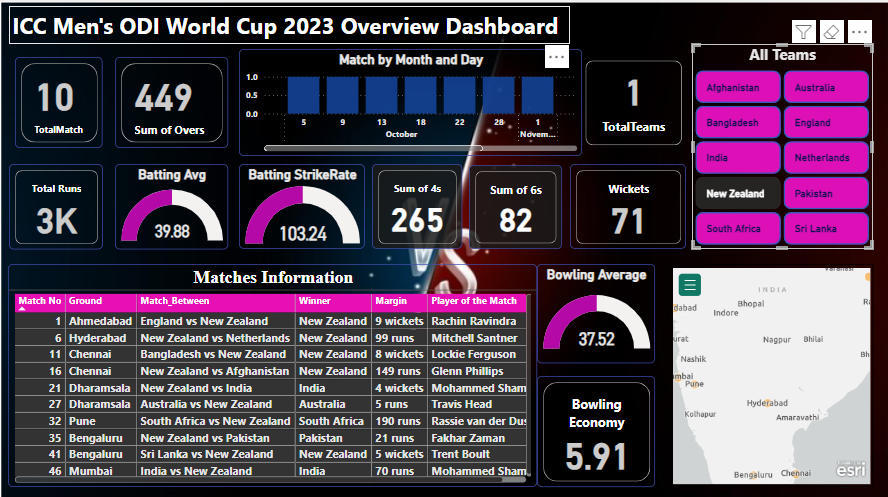 ICC Men's ODI World Cup 2023 Overview Dashboard
10
TotalMatch
449
Sum of Overs
Match by Month and Day
1.0
0.5
0.0
5 9 13 18 22 28 1
October Novem...
1
TotalTeams
All Teams
Afghanistan Australia
Bangladesh England
India Netherlands
New Zealand Pakistan
South Africa Sri Lanka
Total Runs
3K
Batting Avg
39.88
Batting StrikeRate
103.24
Sum of 4s
265
Sum of 6s
82
Wickets
71
VS
Matches Information
Match No Ground Match_Between Winner Margin Player of the Match
1 Ahmedabad England vs New Zealand New Zealand 9 wickets Rachin Ravindra
6 Hyderabad New Zealand vs Netherlands New Zealand 99 runs Mitchell Santner
11 Chennai Bangladesh vs New Zealand New Zealand 8 wickets Lockie Ferguson
16 Chennai New Zealand vs Afghanistan New Zealand 149 runs Glenn Phillips
21 Dharamsala New Zealand vs India India 4 wickets Mohammed Sham
27 Dharamsala Australia vs New Zealand Australia 5 runs Travis Head
32 Pune South Africa vs New Zealand South Africa 190 runs Rassie van der Dus
35 Bengaluru New Zealand vs Pakistan Pakistan 21 runs Fakhar Zaman
41 Bengaluru Sri Lanka vs New Zealand New Zealand 5 wickets Trent Boult
46 Mumbai India vs New Zealand India 70 runs Mohammed Sham
Bowling Average
37.52
Bowling
Economy
5.91
INDIA
dabad
Bhopal
Indore
urat
Nagpur
Bhilai
Nashik
mbai
Pune
Hyderabad
Kolhapur
Amaravathi
Bengaluru
Chennai
esri